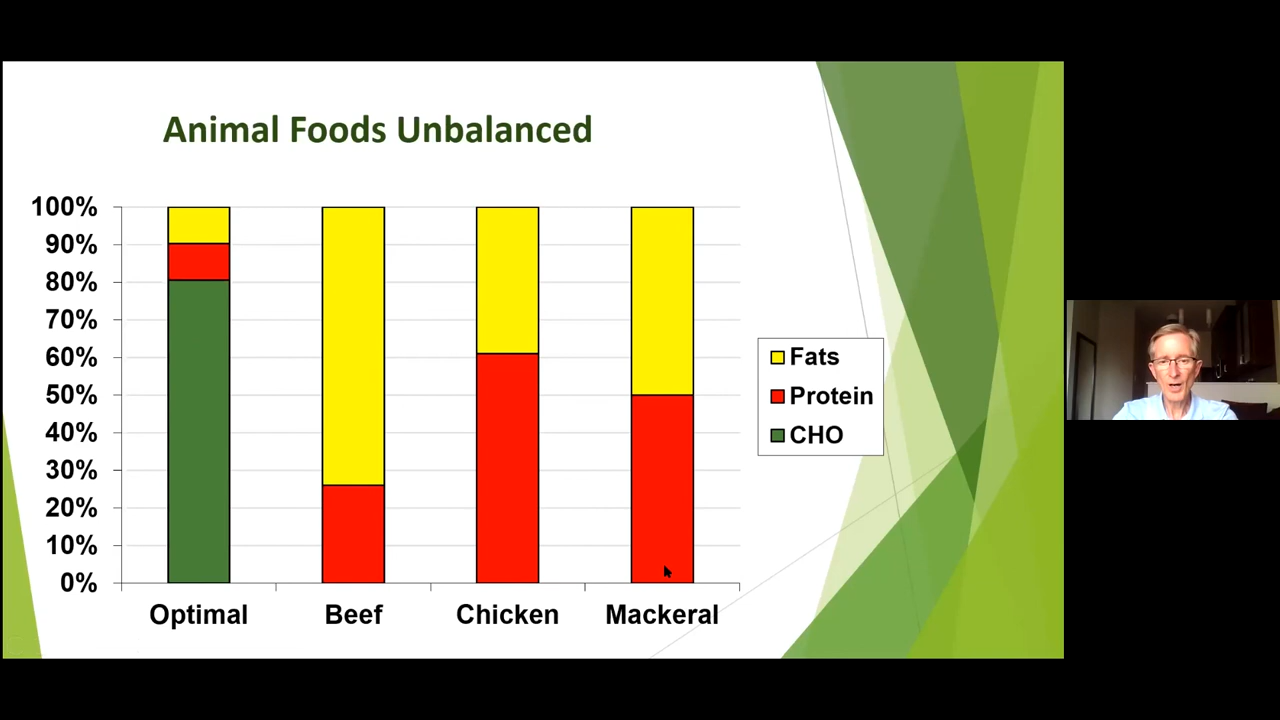 Animal Foods Unbalanced
100%
90%
80%
70%
60%
50%
40%
30%
20%
10%
0%
Optimal
Beef
Chicken
Mackeral
Fats
Protein
CHO